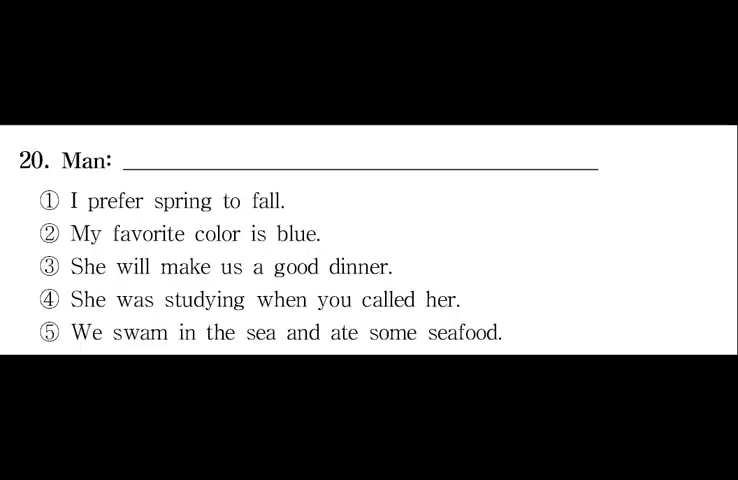 20. Man: ______________________________
① I prefer spring to fall.
② My favorite color is blue.
③ She will make us a good dinner.
④ She was studying when you called her.
⑤ We swam in the sea and ate some seafood.